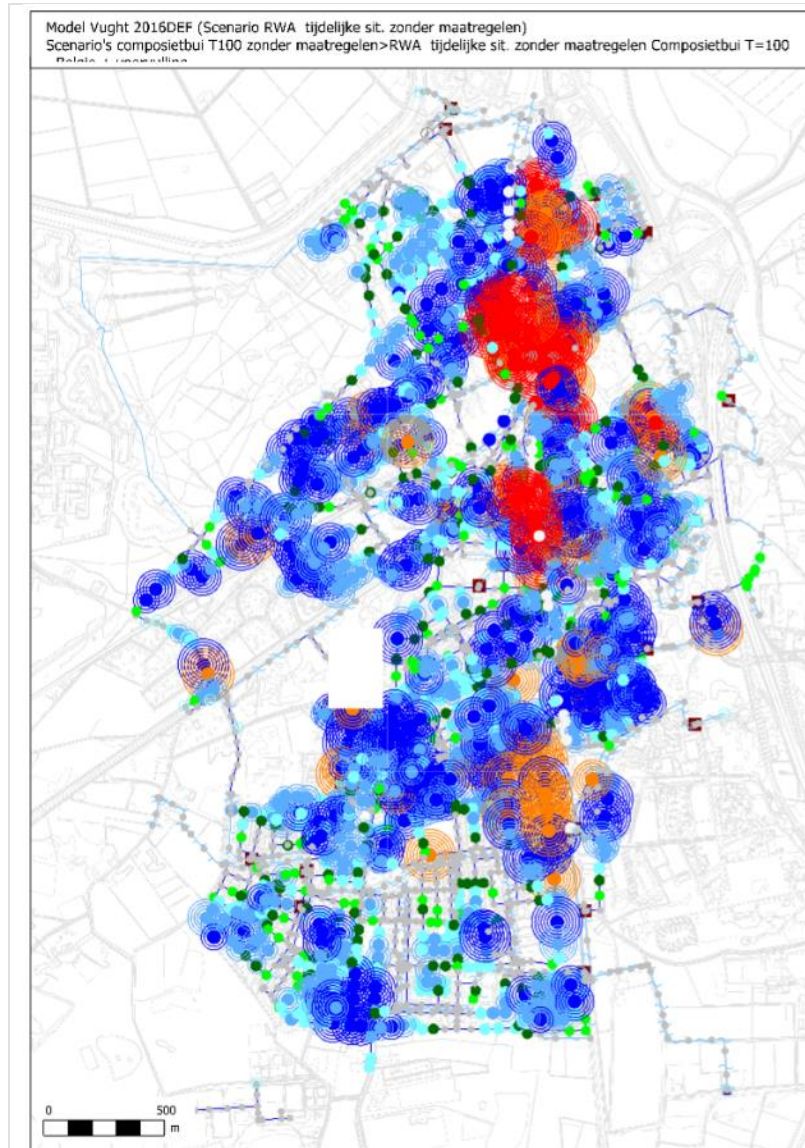 Model Vught 2016DEF (Scenario RWA tijdelijke sit. zonder maatregelen)
Scenario's composietbui T100 zonder maatregelen>RWA tijdelijke sit. zonder maatregelen Composietbui T=100
0 500
m